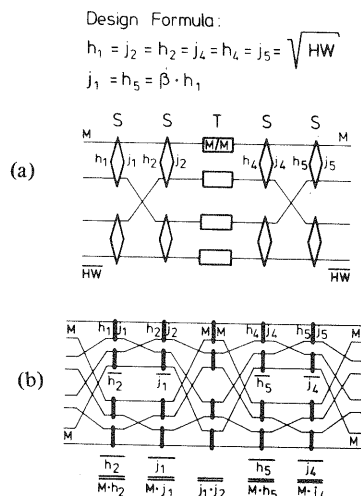 Design Formula:
h₁ = j₂ = h₂ = j₄ = h₄ = j₅ = √HW
j₁ = h₅ = β · h₁
S S T S S
M M/M M
h₁ j₁ h₂ j₂ h₄ j₄ h₅ j₅
(a)
HW HW
h₁ j₁ h₂ j₂ M M h₄ j₄ h₅ j₅
M M
h₂ j₁ h₅ j₄
(b)
M M
h₂ j₁ h₅ j₄
M·h₂ M·j₁ j₁·j₂ M·h₅ M·j₄